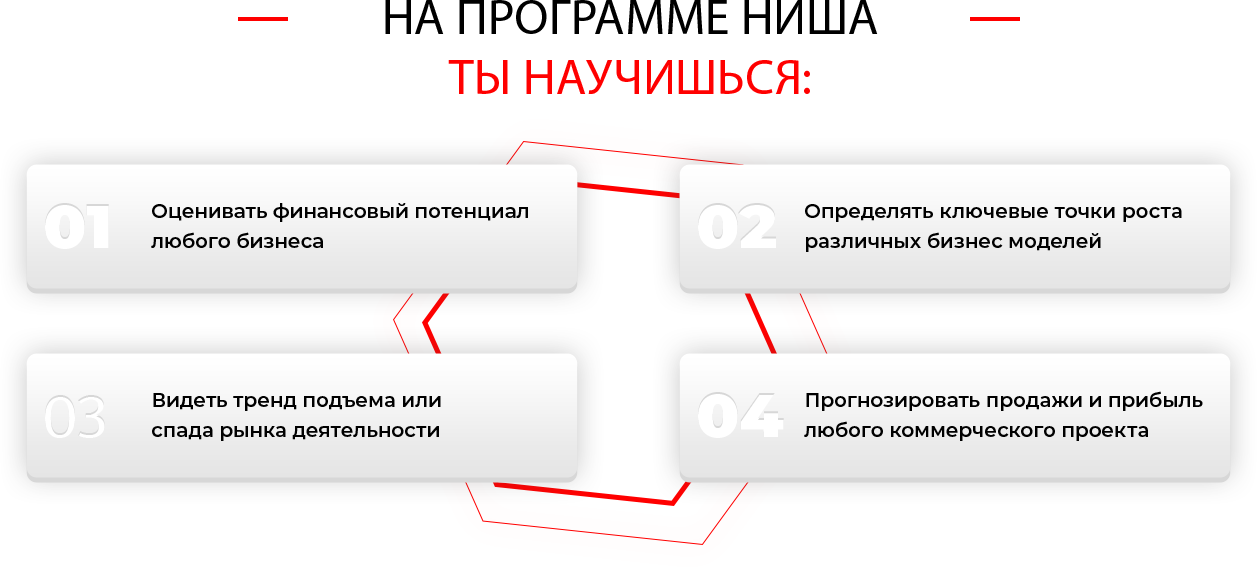 НА ПРОГРАММЕ НИША
ТЫ НАУЧИШЬСЯ:
01
Оценивать финансовый потенциал
любого бизнеса
02
Определять ключевые точки роста
различных бизнес моделей
03
Видеть тренд подъема или
спада рынка деятельности
04
Прогнозировать продажи и прибыль
любого коммерческого проекта